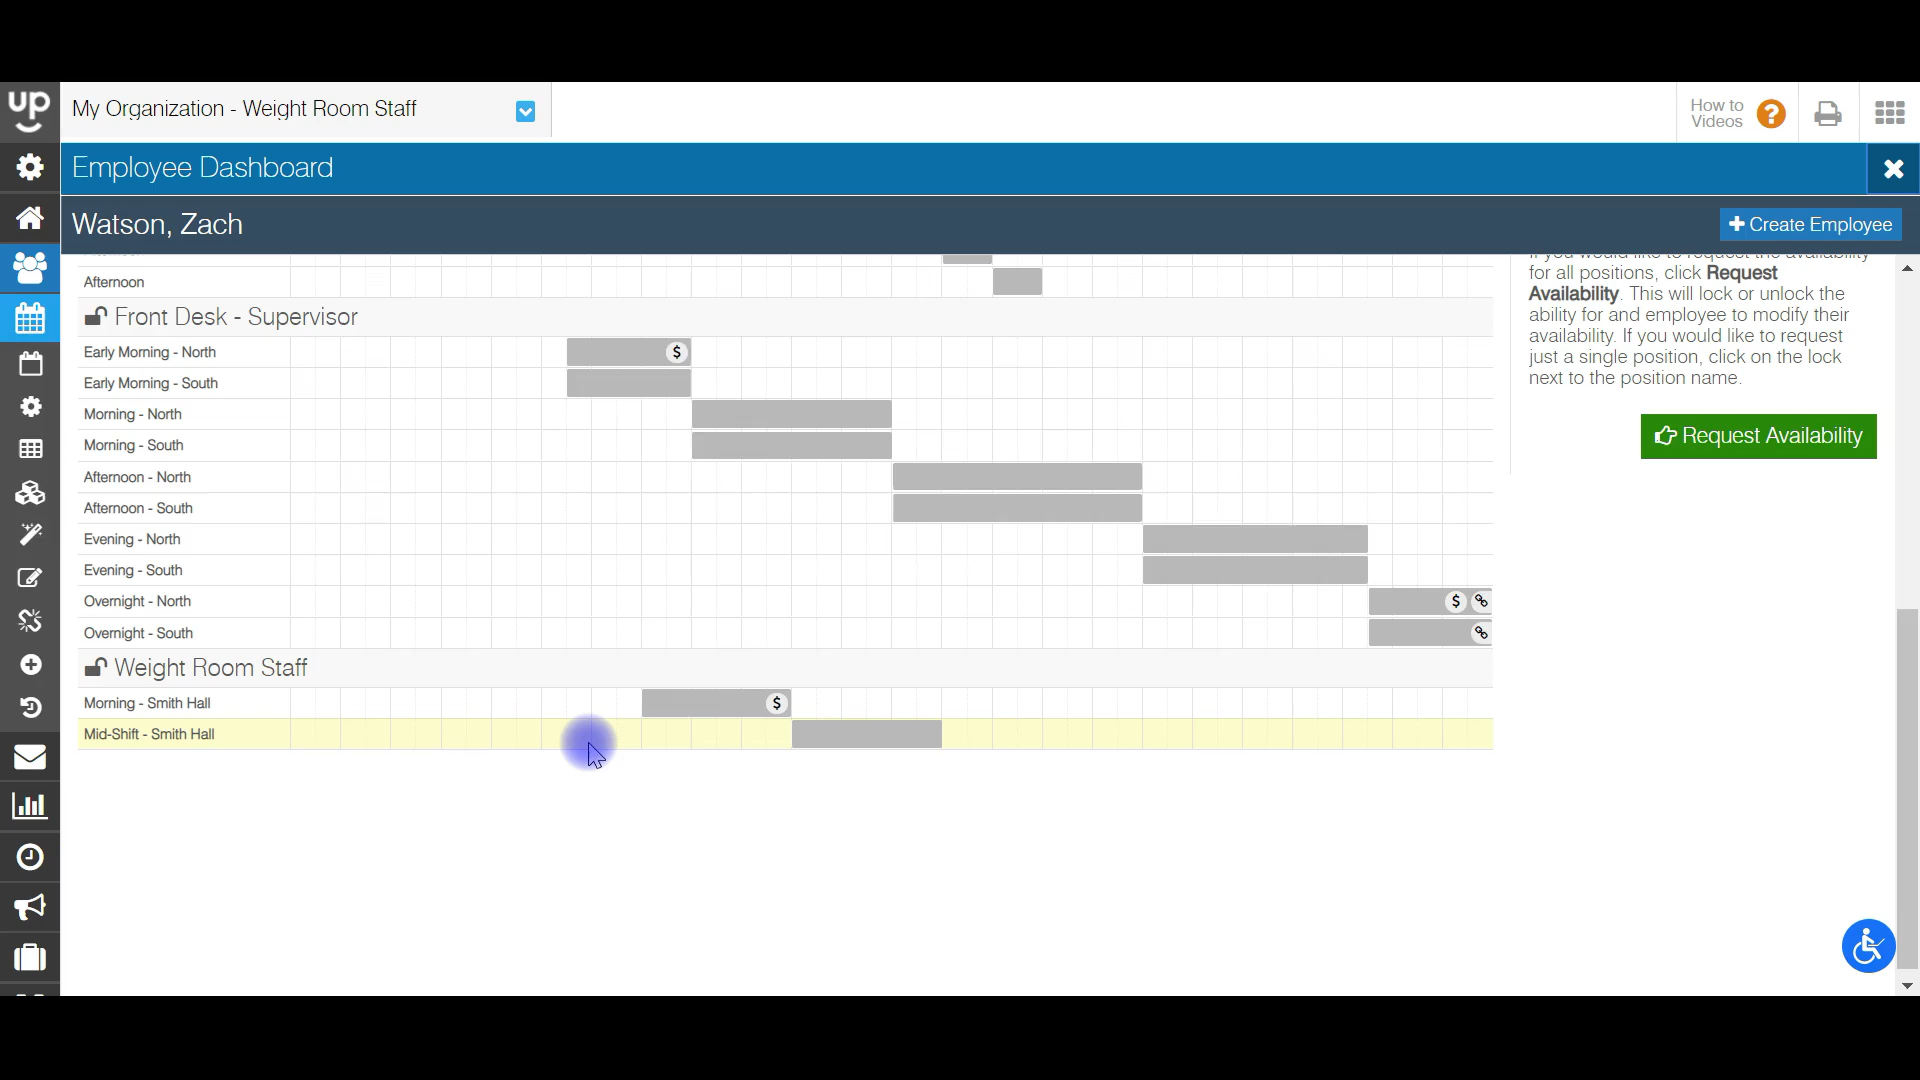 up
My Organization - Weight Room Staff
How to
Videos
Employee Dashboard
Watson, Zach
Create Employee
Afternoon
for all positions, click Request
Availability. This will lock or unlock the
ability for and employee to modify their
availability. If you would like to request
just a single position, click on the lock
next to the position name.
Request Availability
Front Desk - Supervisor
Early Morning - North
$
Early Morning - South
Morning - North
Morning - South
Afternoon - North
Afternoon - South
Evening - North
Evening - South
Overnight - North
$
Overnight - South
Weight Room Staff
Morning - Smith Hall
$
Mid-Shift - Smith Hall